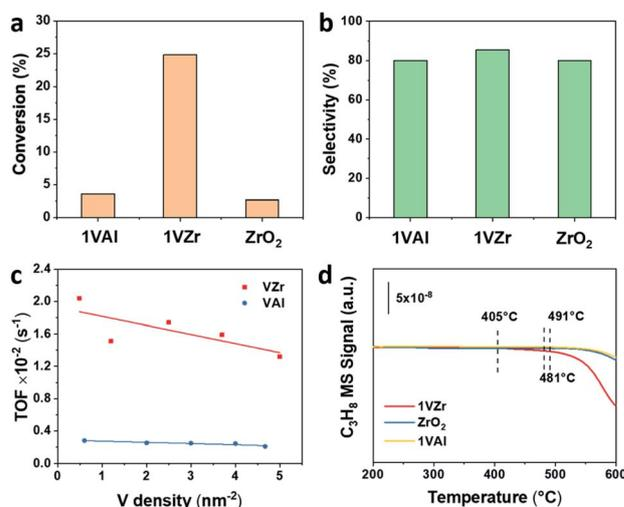 a
Conversion (%)
30
25
20
15
10
5
0
1VAl
1VZr
ZrO₂
b
Selectivity (%)
100
80
60
40
20
0
1VAl
1VZr
ZrO₂
c
TOF ×10⁻² (s⁻¹)
2.4
2.0
1.6
1.2
0.8
0.4
0.0
VZr
VAl
0
1
2
3
4
5
V density (nm⁻²)
d
C₃H₈ MS Signal (a.u.)
5x10⁻⁸
405°C
491°C
481°C
1VZr
ZrO₂
1VAl
200
300
400
500
600
Temperature (°C)